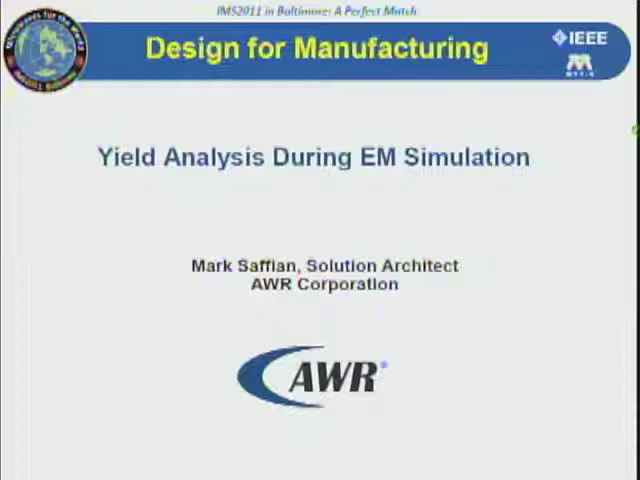 IMS2011 in Baltimore: A Perfect Match
Design for Manufacturing
IEEE
Yield Analysis During EM Simulation
Mark Saffian, Solution Architect
AWR Corporation
AWR